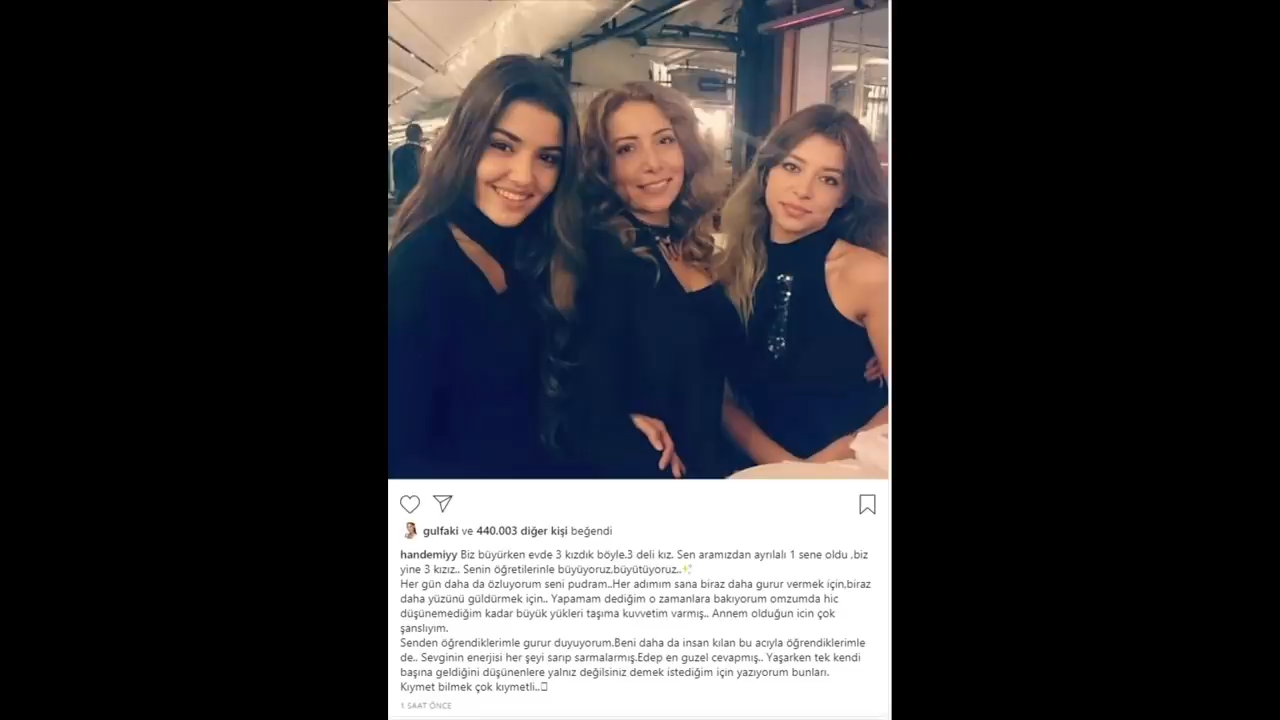 gulfaki ve 440.003 diğer kişi beğendi
handemiyy Biz büyürken evde 3 kızdık böyle.3 deli kız. Sen aramızdan ayrılalı 1 sene oldu ,biz
yine 3 kızız.. Senin öğretilerinle büyüyoruz,büyütüyoruz..✨
Her gün daha da özluyorum seni pudram..Her adımım sana biraz daha gurur vermek için,biraz
daha yüzünü güldürmek için.. Yapamam dediğim o zamanlara bakıyorum omzumda hic
düşünemediğim kadar büyük yükleri taşıma kuvvetim varmış.. Annem olduğun icin çok
şanslıyım.
Senden öğrendiklerimle gurur duyuyorum.Beni daha da insan kılan bu acıyla öğrendiklerimle
de.. Sevginin enerjisi her şeyi sarıp sarmalarmış.Edep en guzel cevapmış.. Yaşarken tek kendi
başına geldiğini düşünenlere yalnız değilsiniz demek istediğim için yazıyorum bunları.
Kıymet bilmek çok kıymetli..
1 SAAT ÖNCE